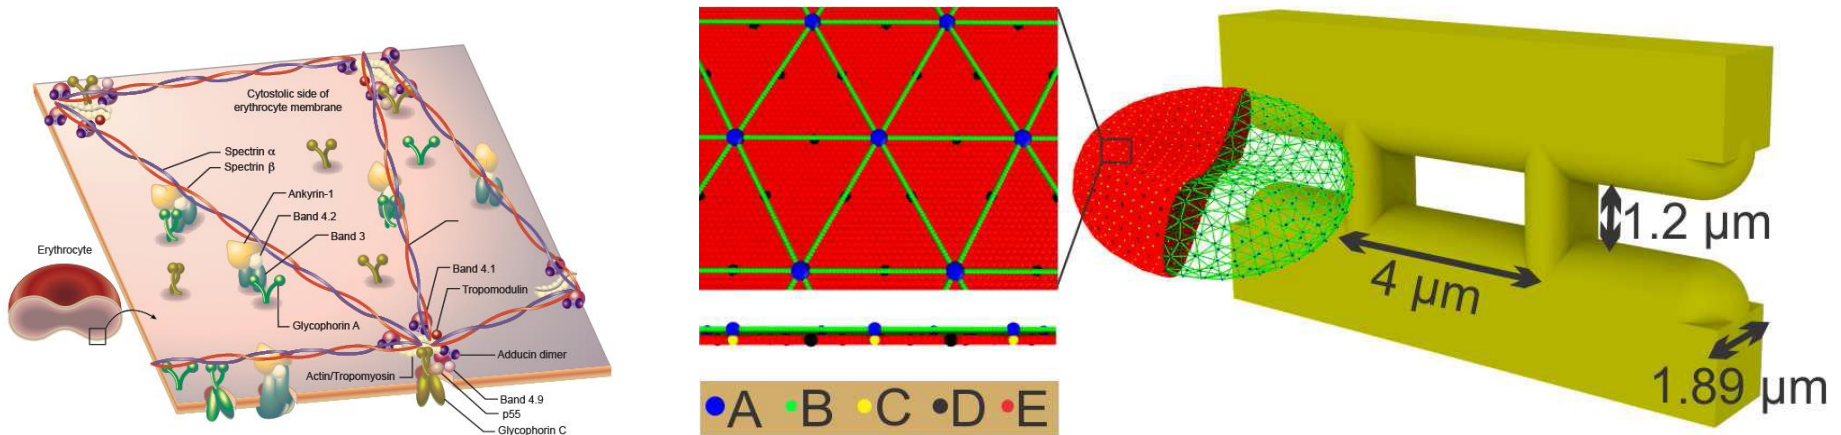 Cytostolic side of
erythrocyte membrane
Spectrin α
Spectrin β
Ankyrin-1
Band 4.2
Band 3
Erythrocyte
Band 4.1
Tropomodulin
Glycophorin A
Adducin dimer
Actin/Tropomyosin
Band 4.9
p55
Glycophorin C
A B C D E
1.2 μm
4 μm
1.89 μm